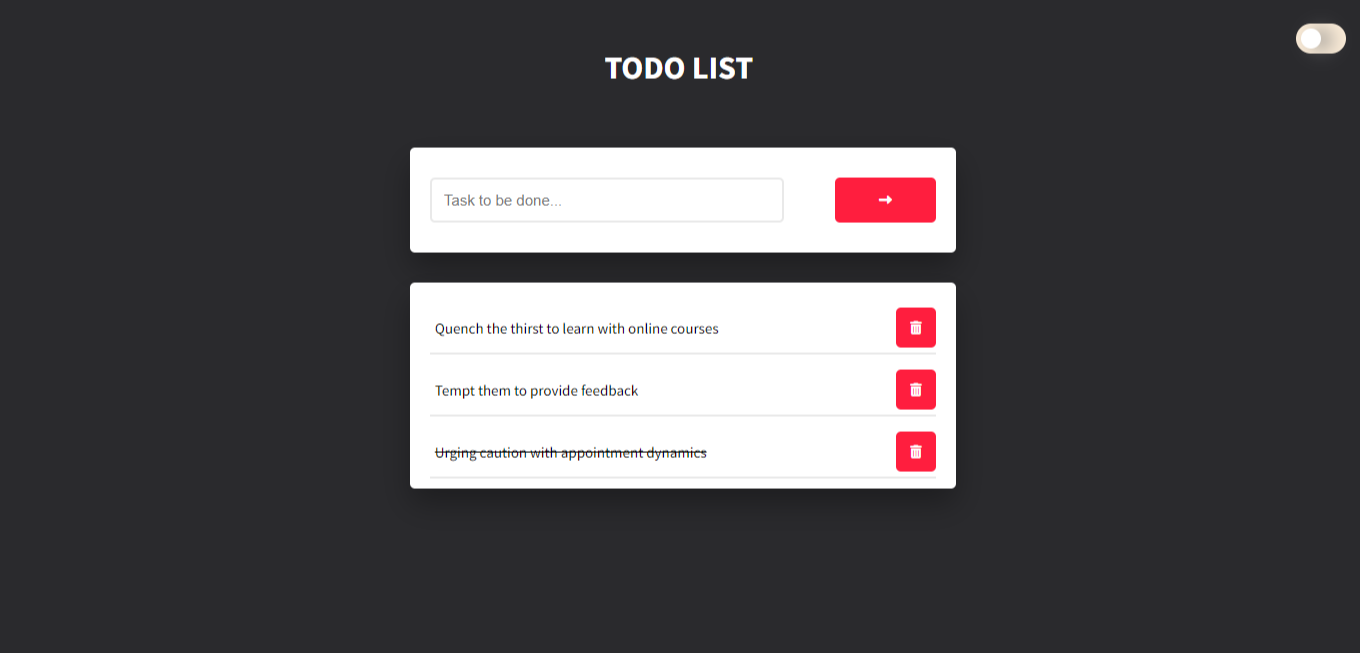 TODO LIST
Task to be done...
Quench the thirst to learn with online courses
Tempt them to provide feedback
Urging caution with appointment dynamics